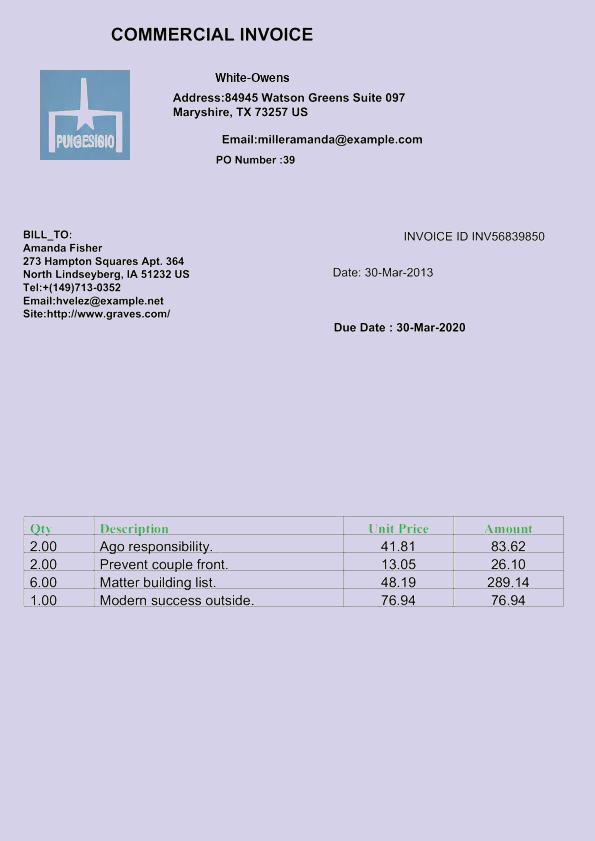 COMMERCIAL INVOICE
White-Owens
Address:84945 Watson Greens Suite 097
Maryshire, TX 73257 US
Email:milleramanda@example.com
PO Number :39
PUIGESIGIO
BILL_TO:
Amanda Fisher
273 Hampton Squares Apt. 364
North Lindseyberg, IA 51232 US
Tel:+(149)713-0352
Email:hvelez@example.net
Site:http://www.graves.com/
INVOICE ID INV56839850
Date: 30-Mar-2013
Due Date : 30-Mar-2020
Qty Description Unit Price Amount
2.00 Ago responsibility. 41.81 83.62
2.00 Prevent couple front. 13.05 26.10
6.00 Matter building list. 48.19 289.14
1.00 Modern success outside. 76.94 76.94